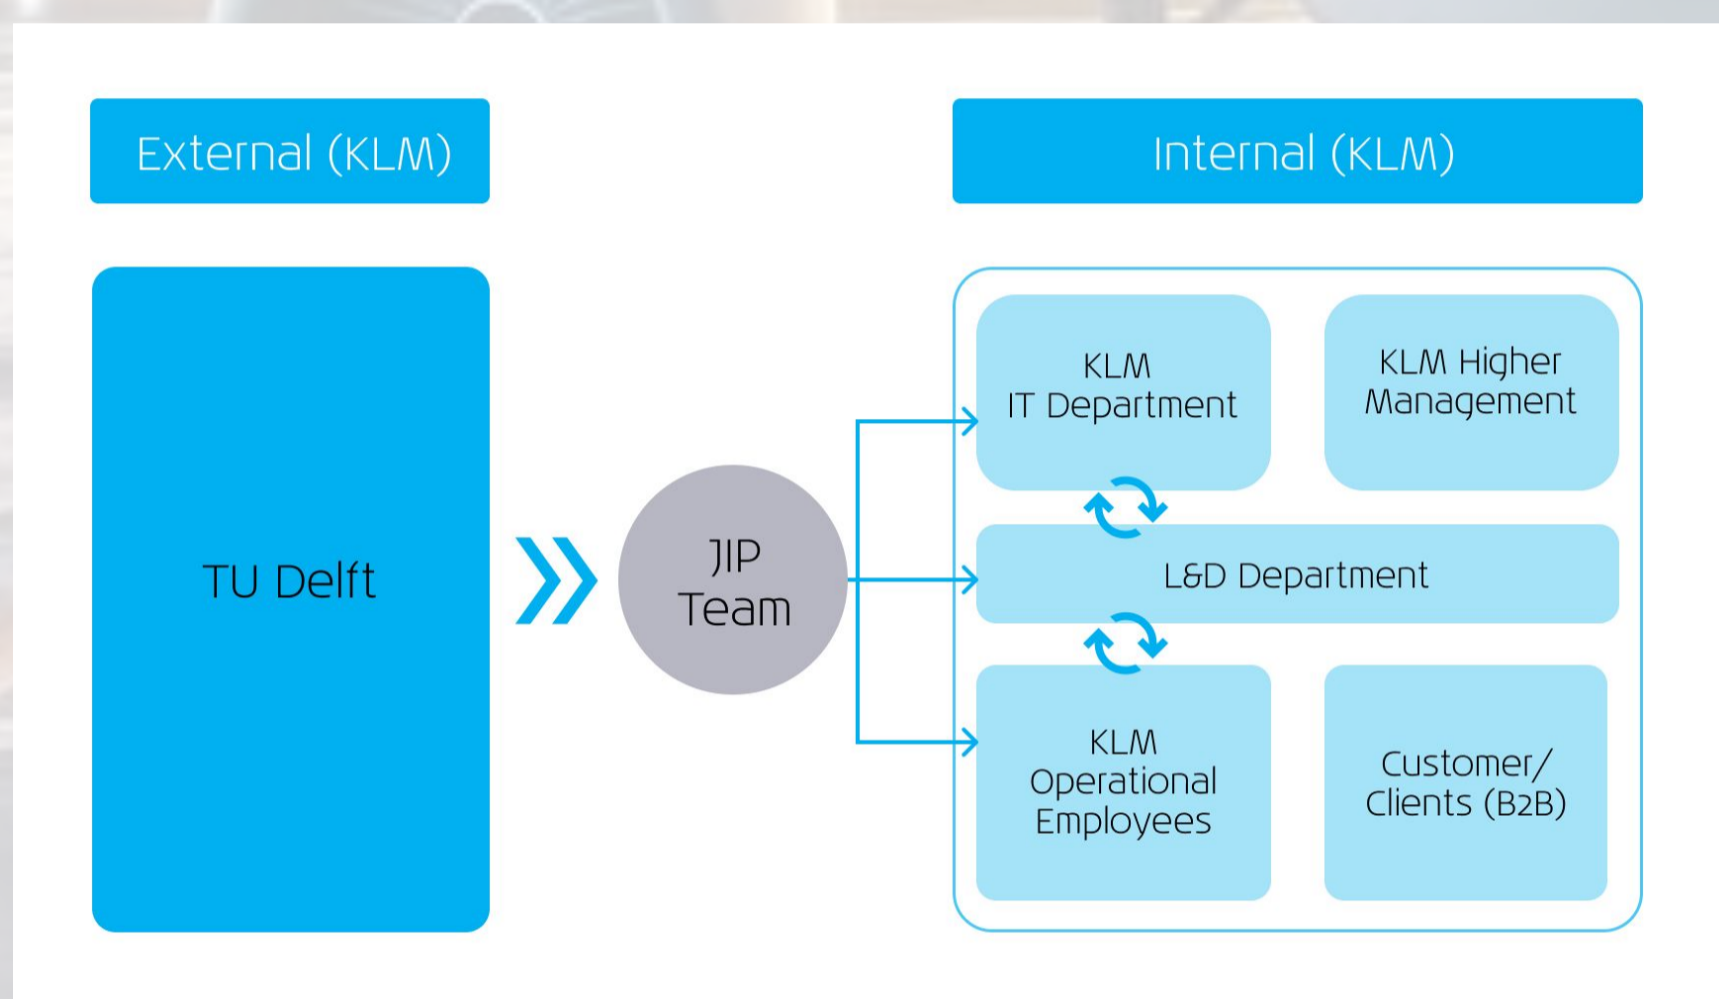 External (KLM)
Internal (KLM)
TU Delft
JIP
Team
KLM
IT Department
KLM Higher
Management
L&D Department
KLM
Operational
Employees
Customer/
Clients (B2B)